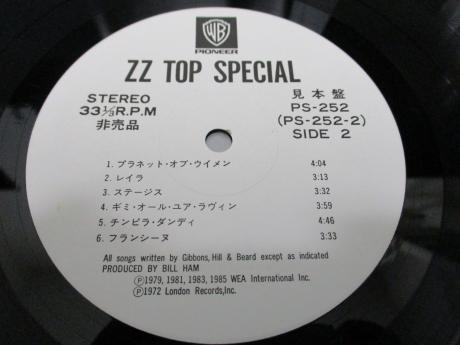 WB
PIONEER
ZZ TOP SPECIAL
STEREO
33⅓R.P.M
非売品
見本盤
PS-252
(PS-252-2)
SIDE 2
1. プラネット・オブ・ウイメン 4:04
2. レイラ 3:13
3. ステージス 3:32
4. ギミ・オール・ユア・ラヴィン 3:59
5. チンピラ・ダンディ 4:46
6. フランシーヌ 3:33
All songs written by Gibbons, Hill & Beard except as indicated
PRODUCED BY BILL HAM
Ⓟ1979, 1981, 1983, 1985 WEA International Inc.
Ⓟ1972 London Records,Inc.